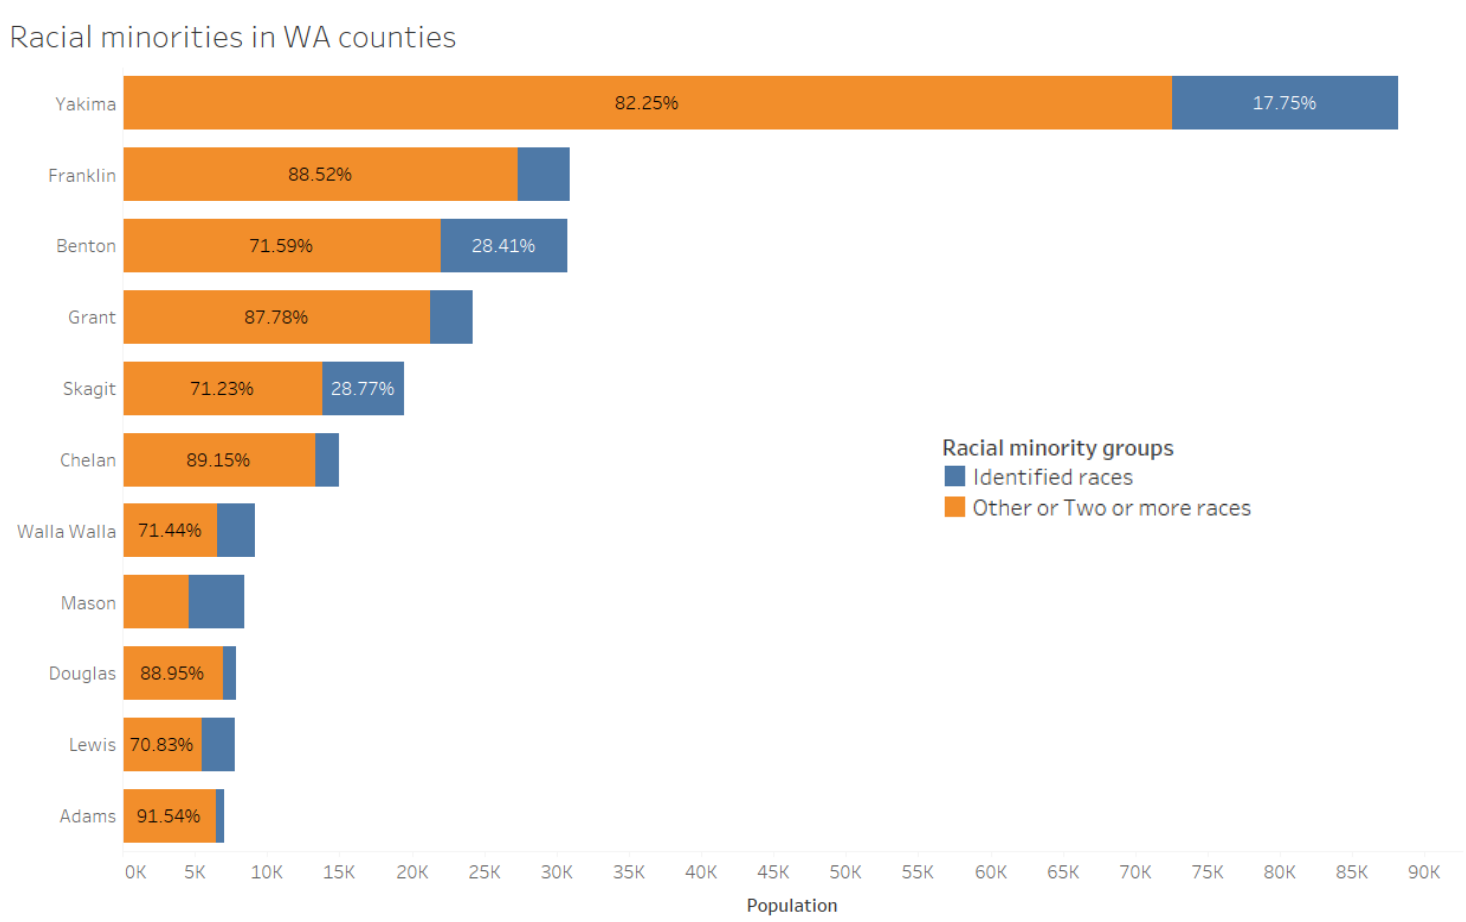 Racial minorities in WA counties
Yakima 82.25% 17.75%
Franklin 88.52%
Benton 71.59% 28.41%
Grant 87.78%
Skagit 71.23% 28.77%
Chelan 89.15%
Racial minority groups
Identified races
Other or Two or more races
Walla Walla 71.44%
Mason
Douglas 88.95%
Lewis 70.83%
Adams 91.54%
0K 5K 10K 15K 20K 25K 30K 35K 40K 45K 50K 55K 60K 65K 70K 75K 80K 85K 90K
Population